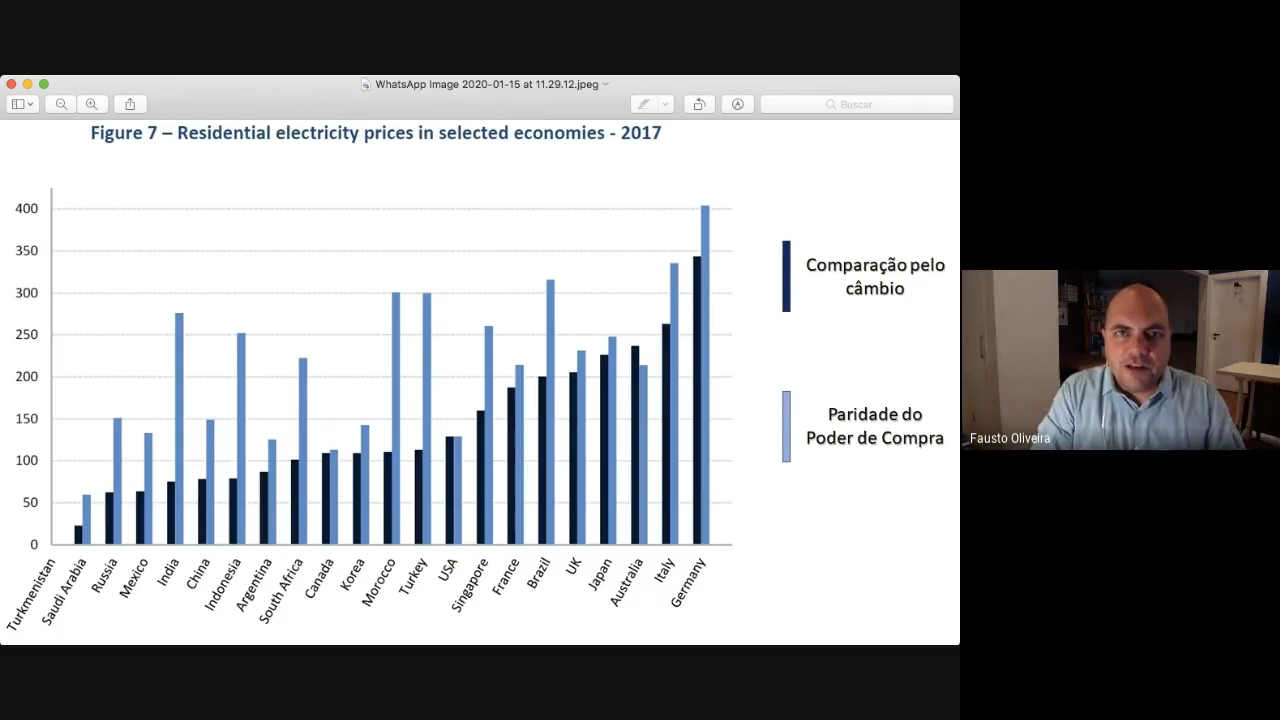 WhatsApp Image 2020-01-15 at 11.29.12.jpeg
Buscar
Figure 7 – Residential electricity prices in selected economies - 2017
400
350
300
250
200
150
100
50
0
Turkmenistan
Saudi Arabia
Russia
Mexico
India
China
Indonesia
Argentina
South Africa
Canada
Korea
Morocco
Turkey
USA
Singapore
France
Brazil
UK
Japan
Australia
Italy
Germany
Comparação pelo
câmbio
Paridade do
Poder de Compra
Fausto Oliveira